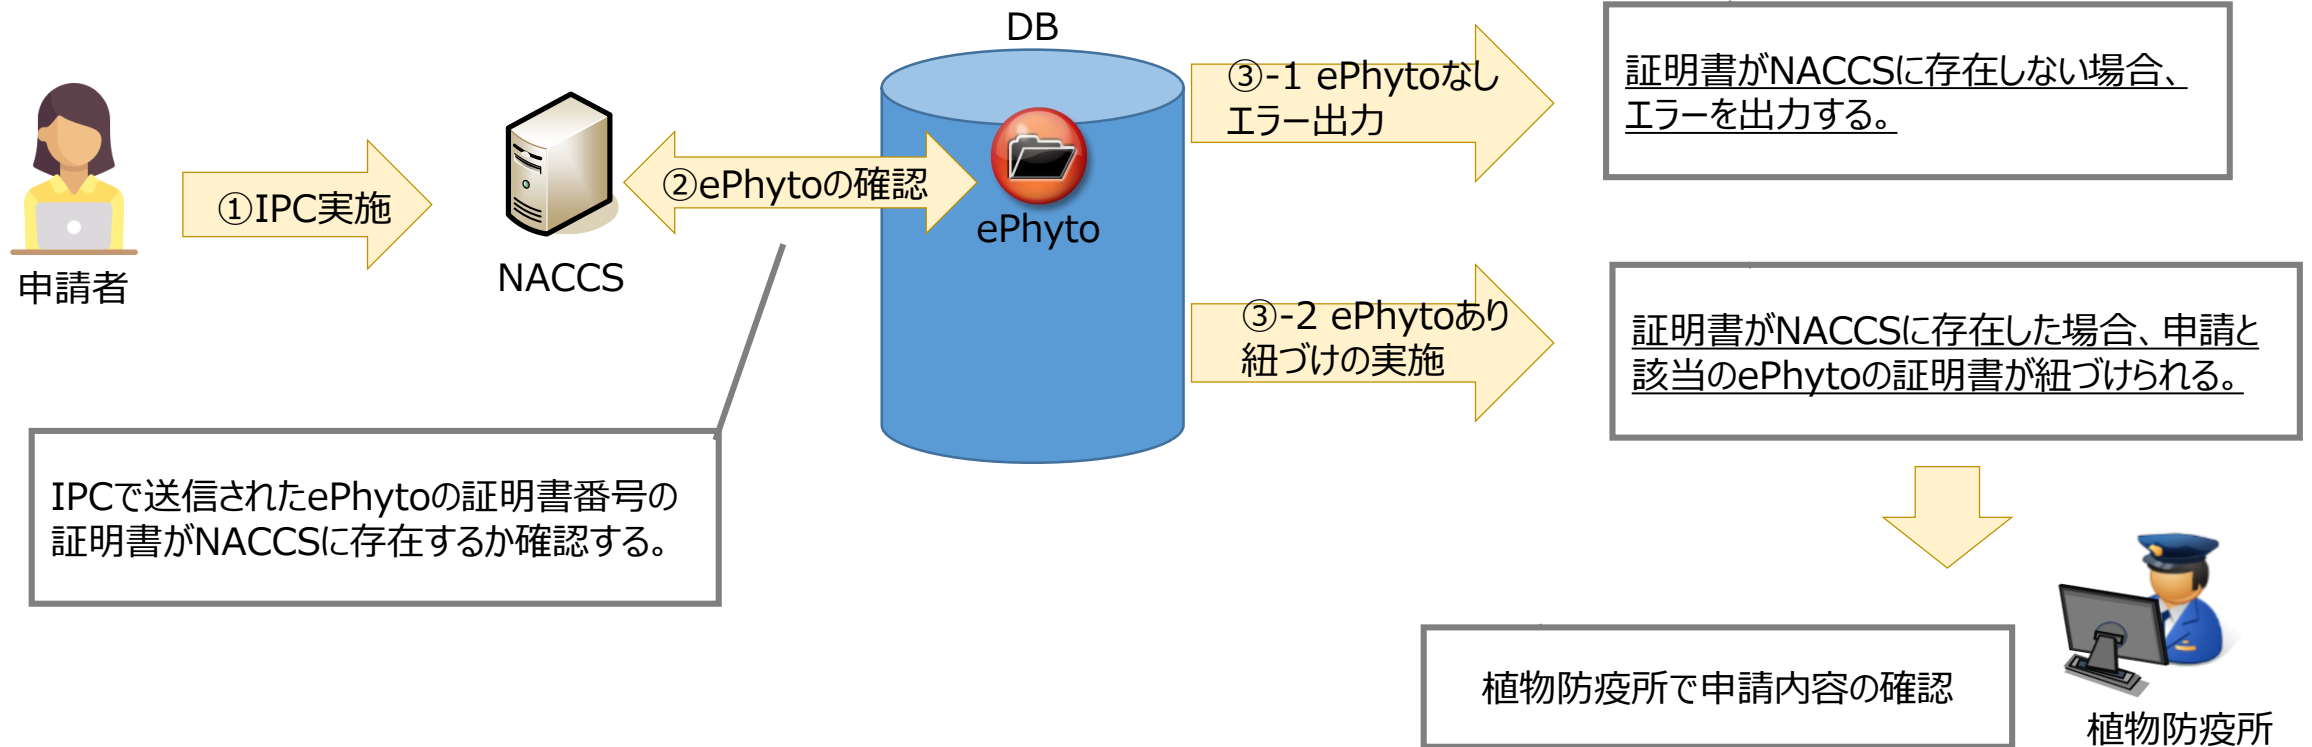 DB
③-1 ePhytoなし
エラー出力
証明書がNACCSに存在しない場合、
エラーを出力する。
①IPC実施
②ePhytoの確認
ePhyto
申請者
NACCS
③-2 ePhytoあり
紐づけの実施
証明書がNACCSに存在した場合、申請と
該当のePhytoの証明書が紐づけられる。
IPCで送信されたePhytoの証明書番号の
証明書がNACCSに存在するか確認する。
植物防疫所で申請内容の確認
植物防疫所